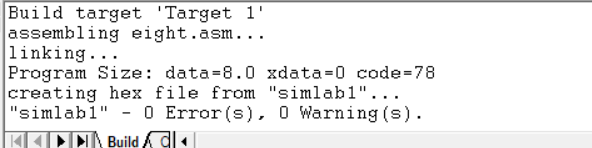 Build target 'Target 1'
assembling eight.asm...
linking...
Program Size: data=8.0 xdata=0 code=78
creating hex file from "simlab1"...
"simlab1" - 0 Error(s), 0 Warning(s).
Build